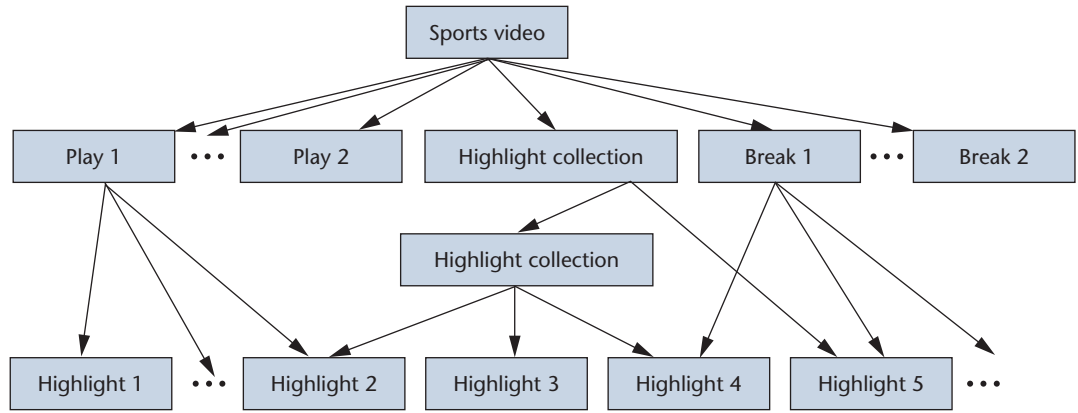 Sports video
Play 1
•••
Play 2
Highlight collection
Break 1
•••
Break 2
Highlight collection
Highlight 1
•••
Highlight 2
Highlight 3
Highlight 4
Highlight 5
•••